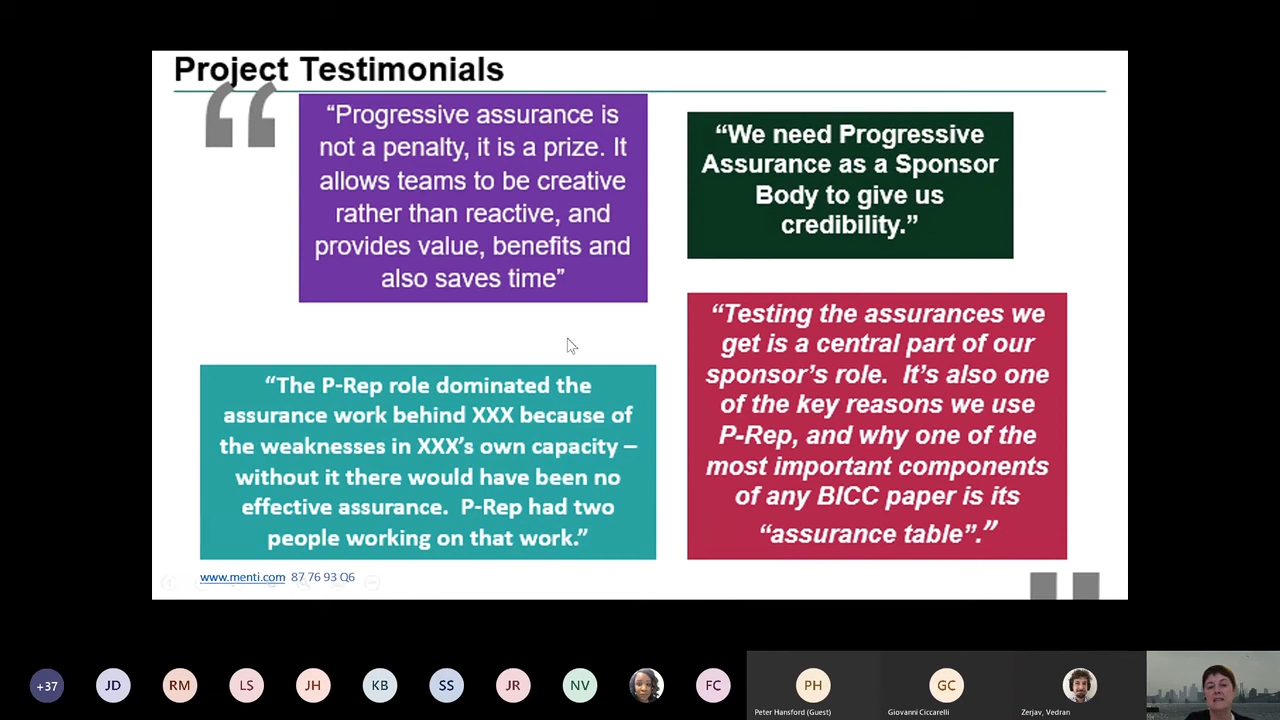 Project Testimonials
“Progressive assurance is
not a penalty, it is a prize. It
allows teams to be creative
rather than reactive, and
provides value, benefits and
also saves time”
“We need Progressive
Assurance as a Sponsor
Body to give us
credibility.”
“The P-Rep role dominated the
assurance work behind XXX because of
the weaknesses in XXX’s own capacity –
without it there would have been no
effective assurance.  P-Rep had two
people working on that work.”
“Testing the assurances we
get is a central part of our
sponsor’s role.  It’s also one
of the key reasons we use
P-Rep, and why one of the
most important components
of any BICC paper is its
“assurance table”.”
www.menti.com 87 76 93 Q6
+37
JD
RM
LS
JH
KB
SS
JR
NV
FC
PH
GC
Peter Hansford (Guest)
Giovanni Ciccarelli
Zerjav, Vedran